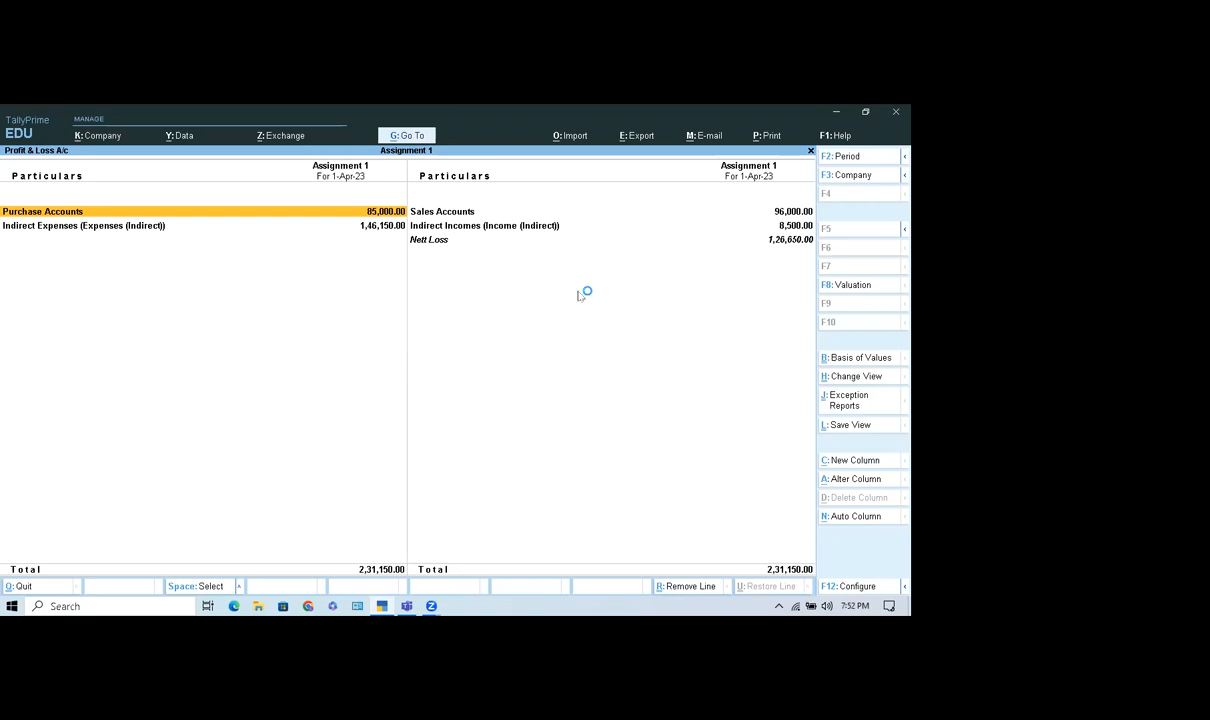 TallyPrime
EDU
MANAGE
K: Company Y: Data Z: Exchange G: Go To O: Import E: Export M: E-mail P: Print F1: Help
Profit & Loss A/c Assignment 1
Particulars Assignment 1 For 1-Apr-23 Particulars Assignment 1 For 1-Apr-23
Purchase Accounts 85,000.00 Sales Accounts 96,000.00
Indirect Expenses (Expenses (Indirect)) 1,46,150.00 Indirect Incomes (Income (Indirect)) 8,500.00
Nett Loss 1,26,650.00
Total 2,31,150.00 Total 2,31,150.00
F2: Period
F3: Company
F4
F5
F6
F7
F8: Valuation
F9
F10
B: Basis of Values
H: Change View
J: Exception
Reports
L: Save View
C: New Column
A: Alter Column
D: Delete Column
N: Auto Column
Q: Quit Space: Select R: Remove Line U: Restore Line F12: Configure
Search 7:52 PM